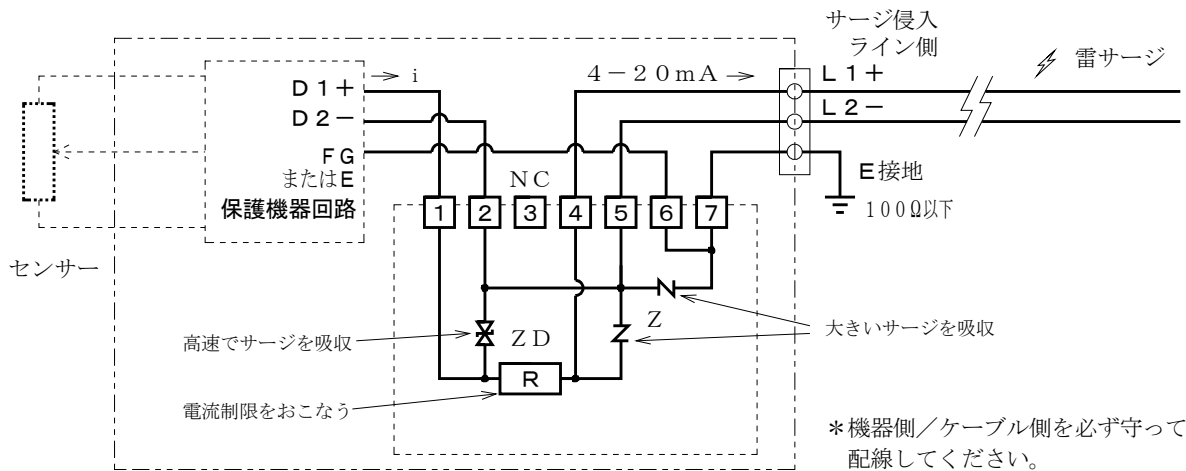 サージ侵入
ライン側
雷サージ
i
4－20mA
L1+
L2−
D1+
D2−
FG
またはE
保護機器回路
NC
E接地
100Ω以下
1 2 3 4 5 6 7
センサー
高速でサージを吸収
ZD
Z
大きいサージを吸収
R
電流制限をおこなう
＊機器側／ケーブル側を必ず守って
配線してください。